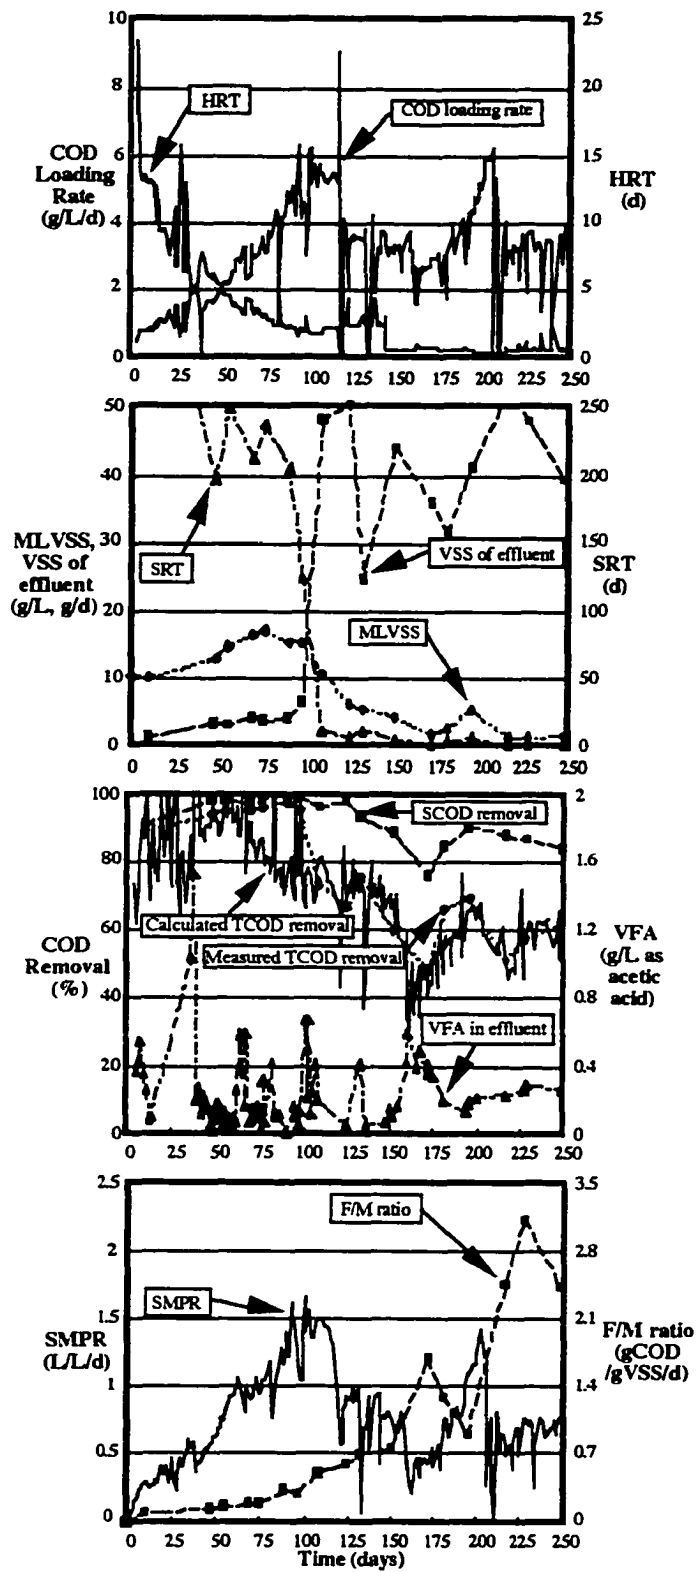 10
8
6
4
2
0
COD
Loading
Rate
(g/L/d)
HRT
COD loading rate
25
20
15
10
5
0
HRT
(d)
0 25 50 75 100 125 150 175 200 225 250
50
40
30
20
10
0
MLVSS,
VSS of
effluent
(g/L, g/d)
SRT
VSS of effluent
MLVSS
250
200
150
100
50
0
SRT
(d)
0 25 50 75 100 125 150 175 200 225 250
100
80
60
40
20
0
COD
Removal
(%)
SCOD removal
Calculated TCOD removal
Measured TCOD removal
VFA in effluent
2
1.6
1.2
0.8
0.4
0
VFA
(g/L as
acetic
acid)
0 25 50 75 100 125 150 175 200 225 250
2.5
2
1.5
1
0.5
0
SMPR
(L/L/d)
F/M ratio
SMPR
3.5
2.8
2.1
1.4
0.7
0
F/M ratio
(gCOD
/gVSS/d)
0 25 50 75 100 125 150 175 200 225 250
Time (days)